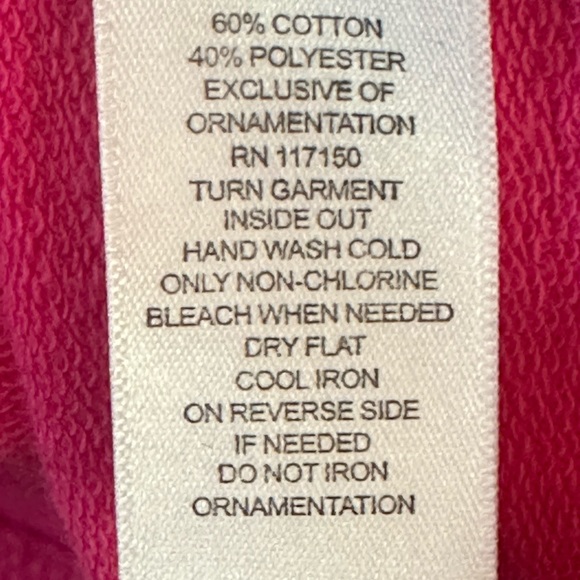 60% COTTON
40% POLYESTER
EXCLUSIVE OF
ORNAMENTATION
RN 117150
TURN GARMENT
INSIDE OUT
HAND WASH COLD
ONLY NON-CHLORINE
BLEACH WHEN NEEDED
DRY FLAT
COOL IRON
ON REVERSE SIDE
IF NEEDED
DO NOT IRON
ORNAMENTATION